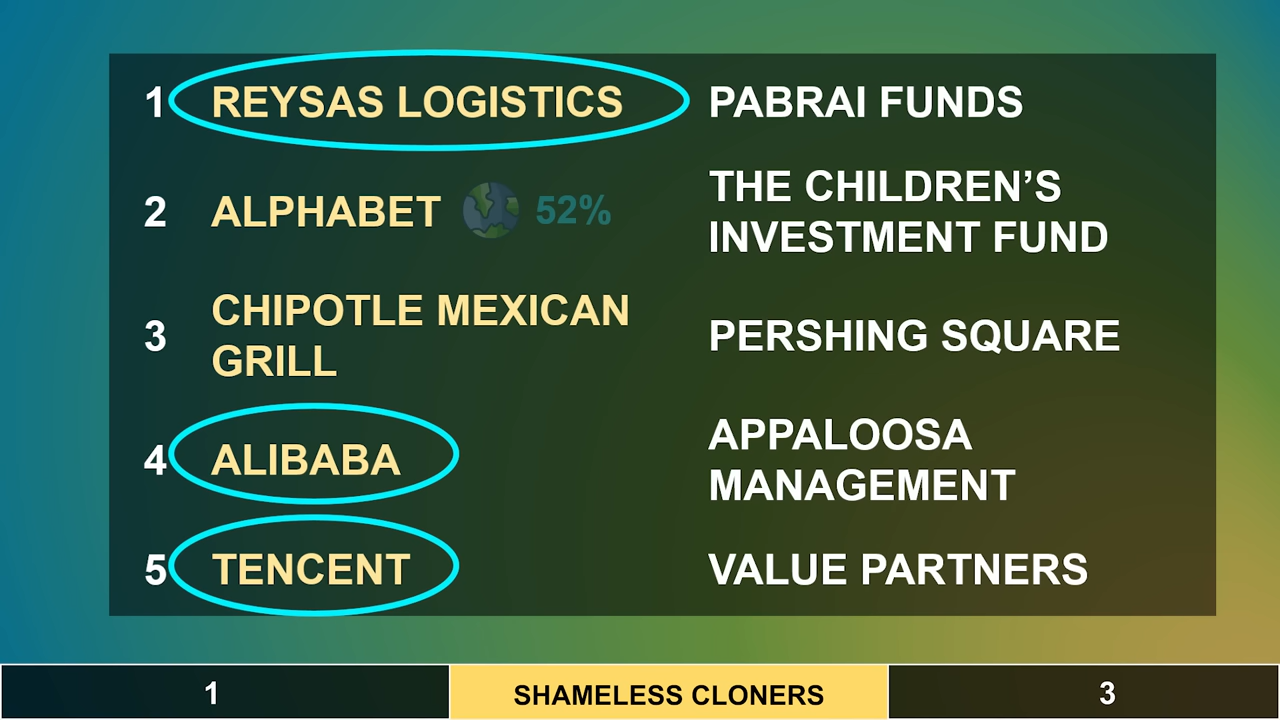 1 REYSAS LOGISTICS PABRAI FUNDS
2 ALPHABET 52% THE CHILDREN’S
INVESTMENT FUND
3 CHIPOTLE MEXICAN
GRILL PERSHING SQUARE
4 ALIBABA APPALOOSA
MANAGEMENT
5 TENCENT VALUE PARTNERS
1 SHAMELESS CLONERS 3